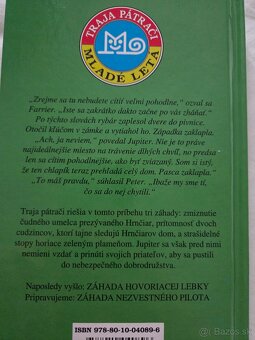 TRAJA PÁTRAČI
MLADÉ LETÁ
„Zrejme sa tu nebudete cítiť veľmi pohodlne,“ ozval sa
Farrier. „Iste sa zakrátko dakto začne po vás zháňať.“
Po týchto slovách rybár zaplesol dvere do pivnice.
Otočil kľúčom v zámke a vytiahol ho. Západka zaklapla.
„Ach, ja neviem,“ povedal Jupiter. Nie je to práve
najideálnejšie miesto na trávenie dlhých chvíľ, no predsa
len sa cítim pohodlnejšie, ako byť zviazaný. Som si istý,
že ten chlapík teraz prehľadá celý dom. Pasca zaklapla.“
„To máš pravdu,“ súhlasil Peter. „Ibaže my sme tí,
čo sa do nej chytili.“
Traja pátrači riešia v tomto príbehu tri záhady: zmiznutie
čudného umelca prezývaného Hrnčiar, prítomnosť dvoch
cudzincov, ktorí tajne sledujú Hrnčiarov dom, a strašidelné
stopy horiace zeleným plameňom. Jupiter sa však pred nimi
nemieni vzdať a prinúti svojich priateľov, aby sa pustili
do nebezpečného dobrodružstva.
Naposledy vyšlo: ZÁHADA HOVORIACEJ LEBKY
Pripravujeme: ZÁHADA NEZVESTNÉHO PILOTA
ISBN 978-80-10-04089-6
bazos.sk